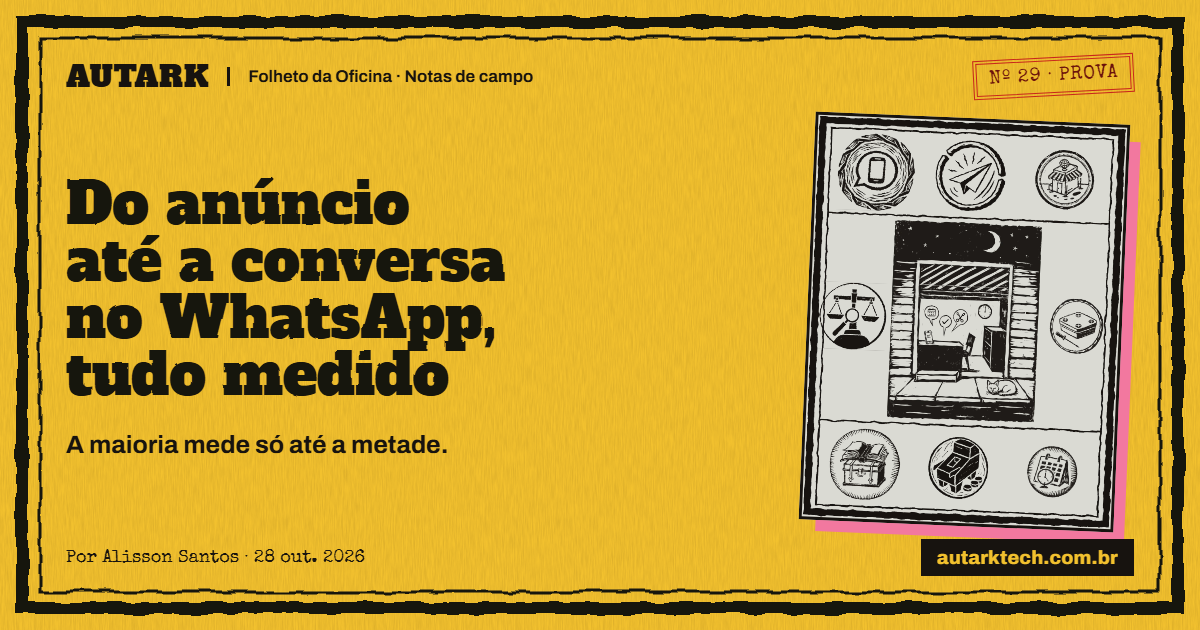 AUTARK
Folheto da Oficina · Notas de campo
Nº 29 · PROVA
Do anúncio
até a conversa
no WhatsApp,
tudo medido
A maioria mede só até a metade.
Por Alisson Santos · 28 out. 2026
autarktech.com.br